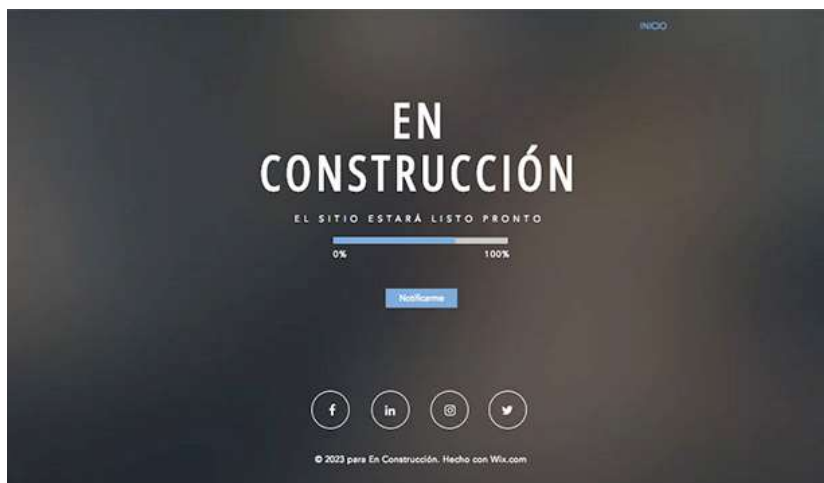 INICIO
EN
CONSTRUCCIÓN
EL SITIO ESTARÁ LISTO PRONTO
0% 100%
Notificarme
f in
© 2023 para En Construcción. Hecho con Wix.com